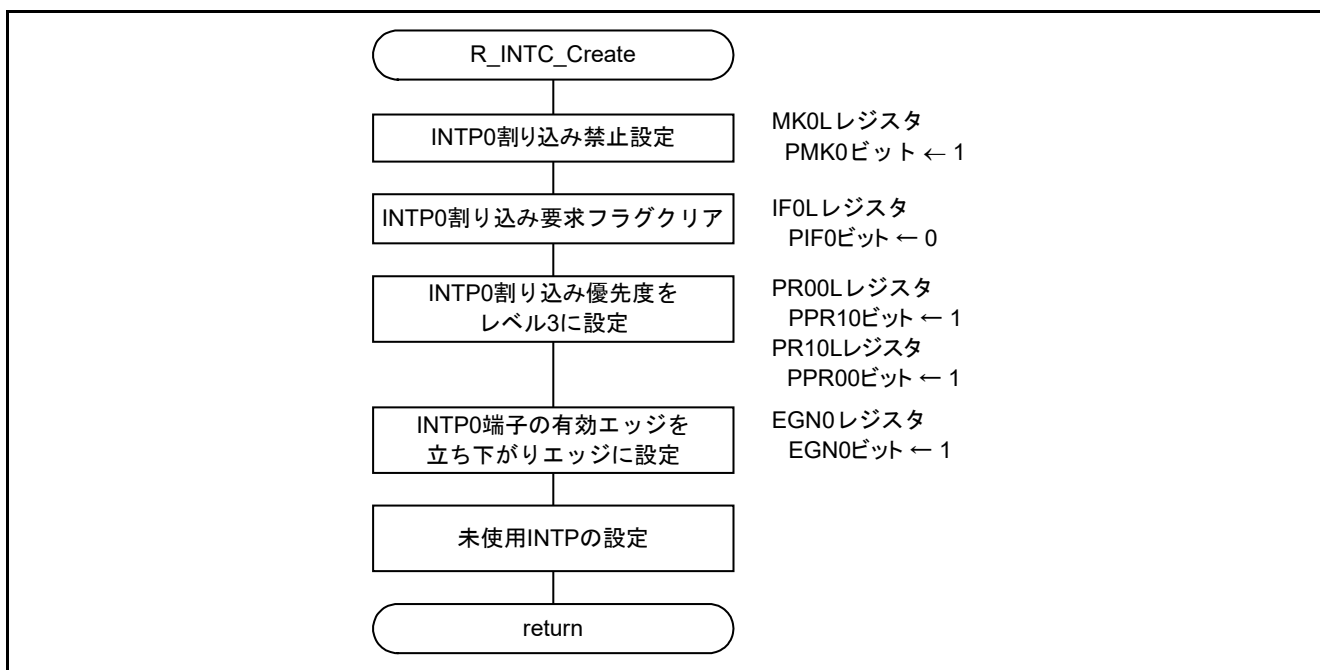 R_INTC_Create
INTP0割り込み禁止設定
MK0Lレジスタ
PMK0ビット ← 1
INTP0割り込み要求フラグクリア
IF0Lレジスタ
PIF0ビット ← 0
INTP0割り込み優先度を
レベル3に設定
PR00Lレジスタ
PPR10ビット ← 1
PR10Lレジスタ
PPR00ビット ← 1
INTP0端子の有効エッジを
立ち下がりエッジに設定
EGN0レジスタ
EGN0ビット ← 1
未使用INTPの設定
return